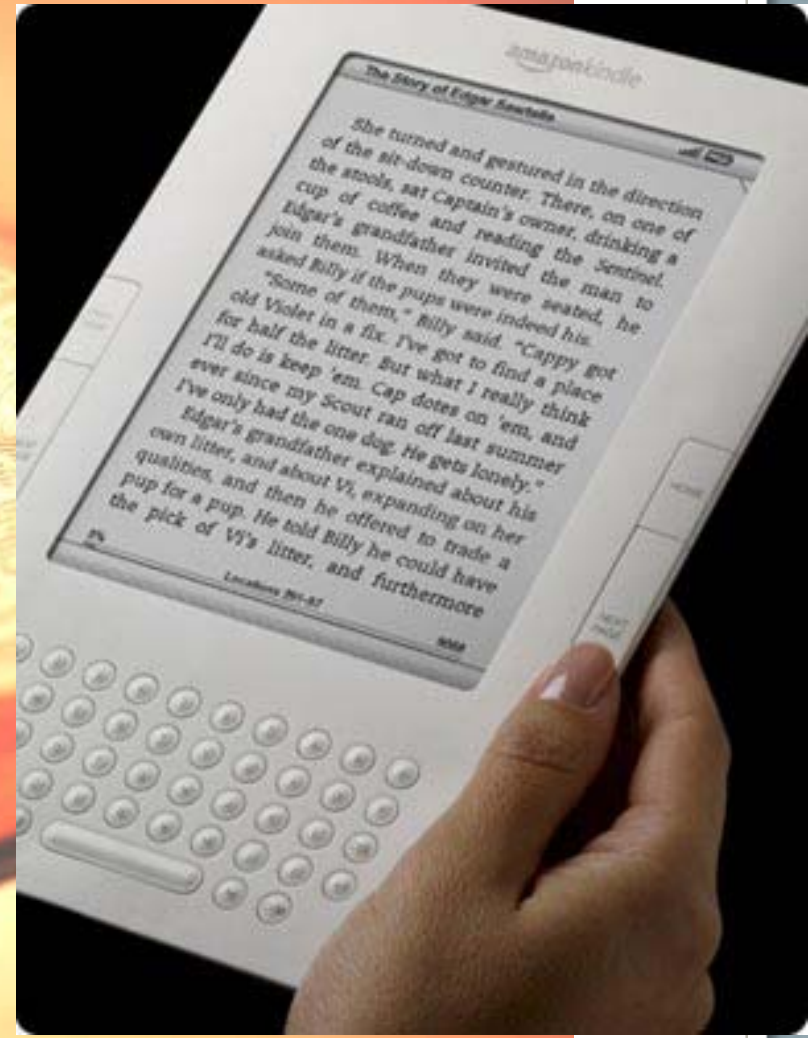 amazonkindle
The Story of Edgar Sawtelle
She turned and gestured in the direction
of the sit-down counter. There, on one of
the stools, sat Captain's owner, drinking a
cup of coffee and reading the Sentinel.
Edgar's grandfather invited the man to
join them. When they were seated, he
asked Billy if the pups were indeed his.
"Some of them," Billy said. "Cappy got
old Violet in a fix. I've got to find a place
for half the litter. But what I really think
I'll do is keep 'em. Cap dotes on 'em, and
ever since my Scout ran off last summer
I've only had the one dog. He gets lonely."
Edgar's grandfather explained about his
own litter, and about Vi, expanding on her
qualities, and then he offered to trade a
pup for a pup. He told Billy he could have
the pick of Vi's litter, and furthermore
Locations
HOME
NEXT
PAGE